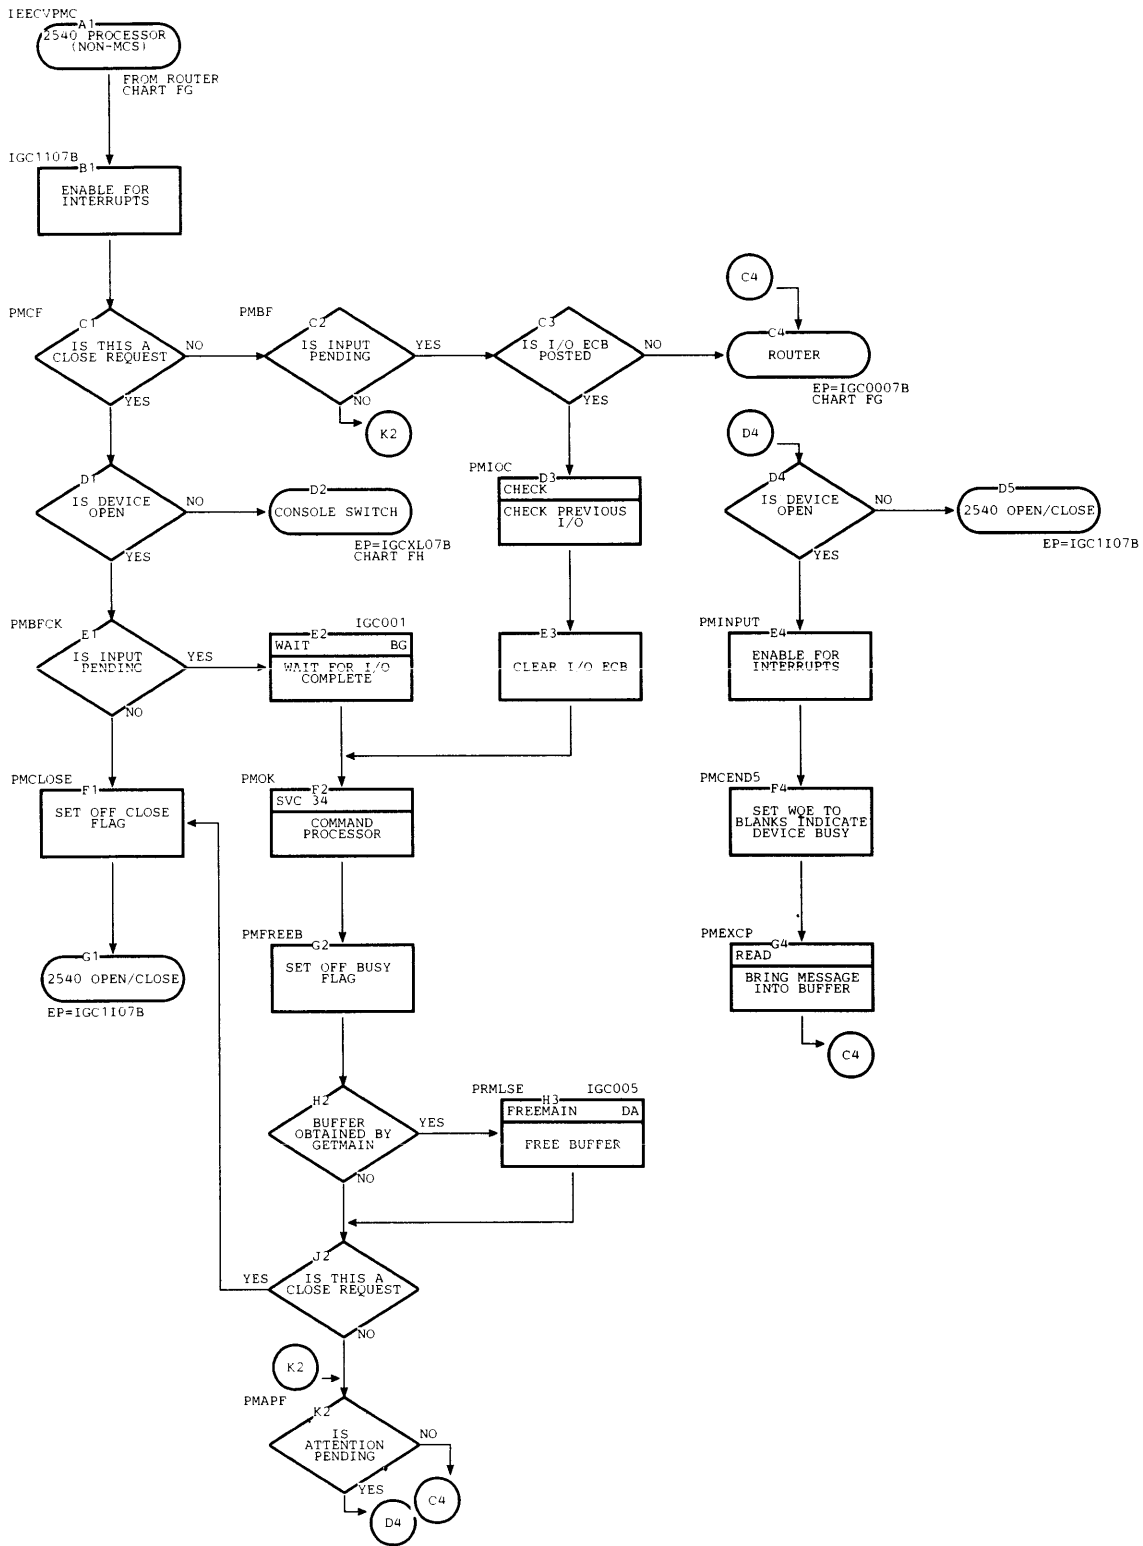 IEECVPMC
A1
2540 PROCESSOR
(NON-MCS)
FROM ROUTER
CHART FG
IGC1107B
B1
ENABLE FOR
INTERRUPTS
PMCF
C1
IS THIS A
CLOSE REQUEST
NO
YES
PMBF
C2
IS INPUT
PENDING
YES
NO
K2
C3
IS I/O ECB
POSTED
NO
YES
C4
C4
ROUTER
EP=IGC0007B
CHART FG
D1
IS DEVICE
OPEN
NO
YES
D2
CONSOLE SWITCH
EP=IGCXL07B
CHART FH
PMIOC
D3
CHECK
CHECK PREVIOUS
I/O
D4
D4
IS DEVICE
OPEN
NO
YES
D5
2540 OPEN/CLOSE
EP=IGC1I07B
PMBFCK
E1
IS INPUT
PENDING
YES
NO
IGC001
E2
WAIT BG
WAIT FOR I/O
COMPLETE
E3
CLEAR I/O ECB
PMINPUT
E4
ENABLE FOR
INTERRUPTS
PMCLOSE
F1
SET OFF CLOSE
FLAG
PMOK
F2
SVC 34
COMMAND
PROCESSOR
PMCEND5
F4
SET WQE TO
BLANKS INDICATE
DEVICE BUSY
G1
2540 OPEN/CLOSE
EP=IGC1I07B
PMFREEB
G2
SET OFF BUSY
FLAG
PMEXCP
G4
READ
BRING MESSAGE
INTO BUFFER
C4
H2
BUFFER
OBTAINED BY
GETMAIN
YES
NO
PRMLSE IGC005
H3
FREEMAIN DA
FREE BUFFER
J2
IS THIS A
CLOSE REQUEST
YES
NO
K2
PMAPF
K2
IS
ATTENTION
PENDING
NO
YES
C4
D4